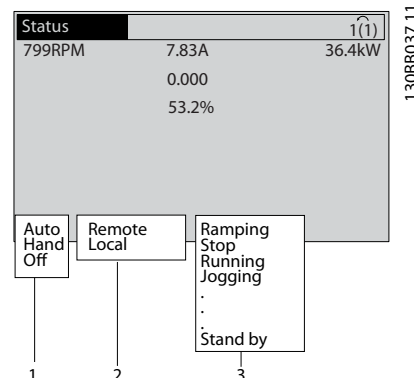 Status 1(1)
799RPM 7.83A 36.4kW
0.000
53.2%
Auto
Hand
Off
Remote
Local
Ramping
Stop
Running
Jogging
.
.
.
Stand by
1 2 3
130BB037.11